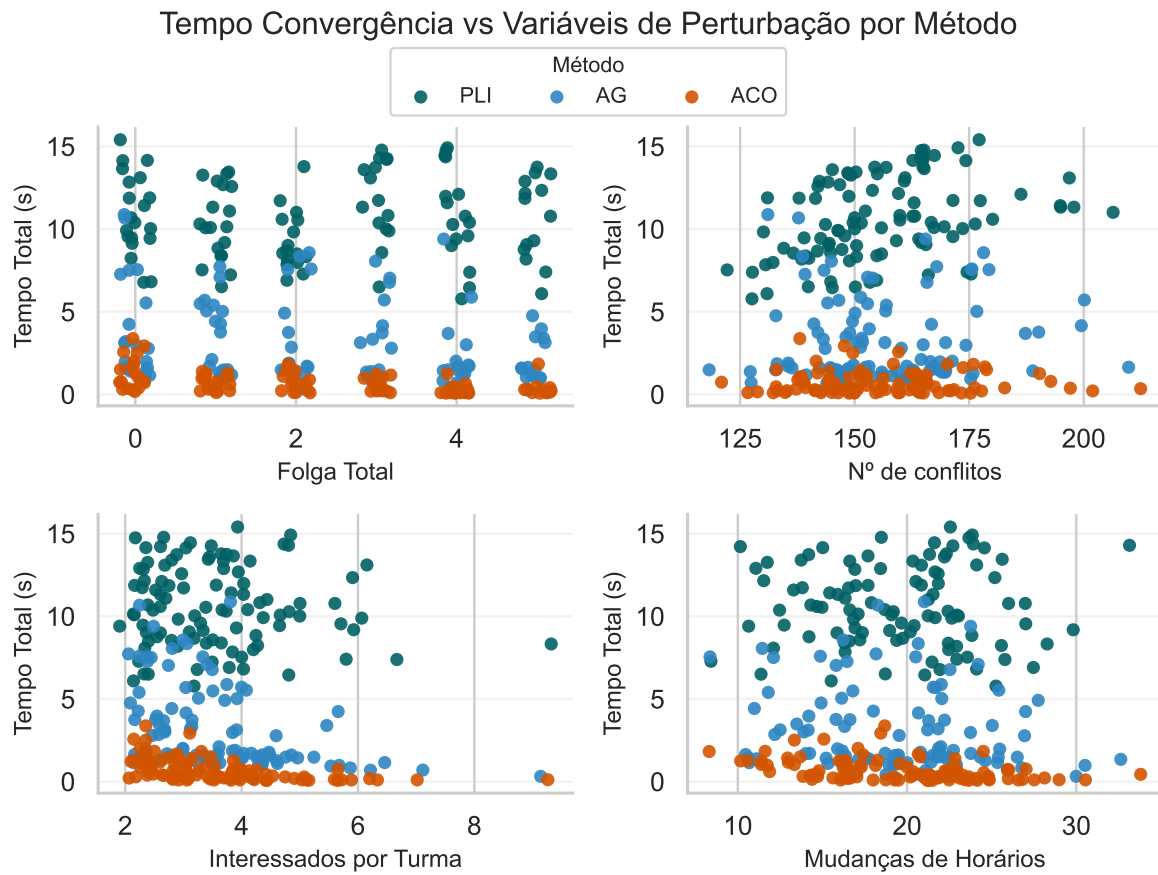 Tempo Convergência vs Variáveis de Perturbação por Método
Método
PLI AG ACO
Tempo Total (s)
15
10
5
0
0 2 4
Folga Total
Tempo Total (s)
15
10
5
0
125 150 175 200
Nº de conflitos
Tempo Total (s)
15
10
5
0
2 4 6 8
Interessados por Turma
Tempo Total (s)
15
10
5
0
10 20 30
Mudanças de Horários